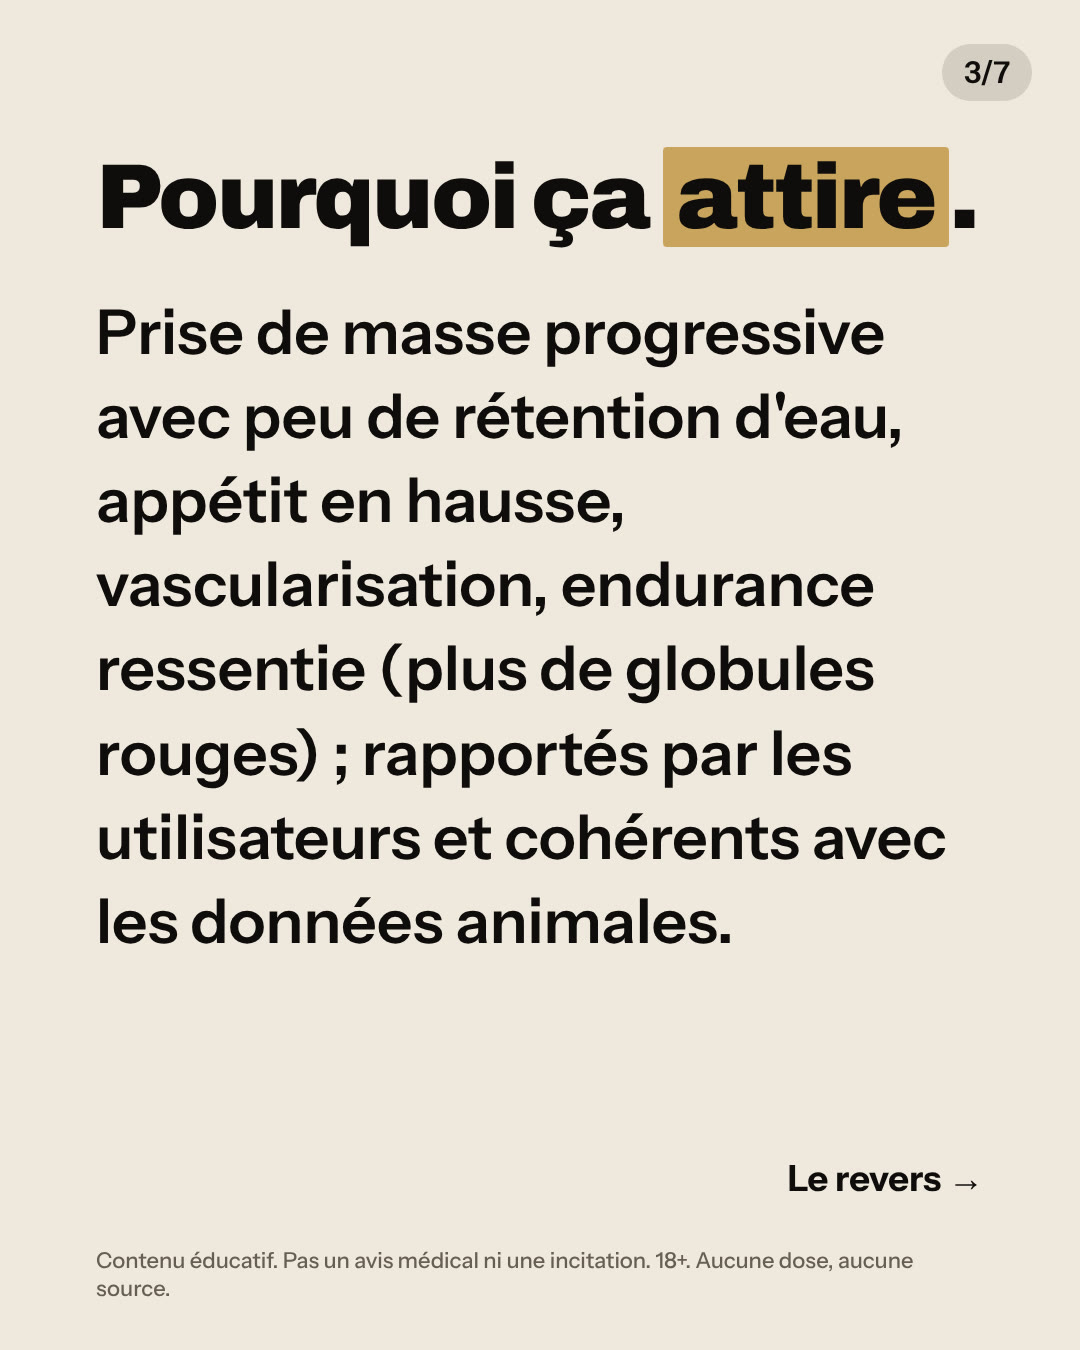 3/7
Pourquoi ça attire.
Prise de masse progressive
avec peu de rétention d'eau,
appétit en hausse,
vascularisation, endurance
ressentie (plus de globules
rouges) ; rapportés par les
utilisateurs et cohérents avec
les données animales.
Le revers →
Contenu éducatif. Pas un avis médical ni une incitation. 18+. Aucune dose, aucune
source.